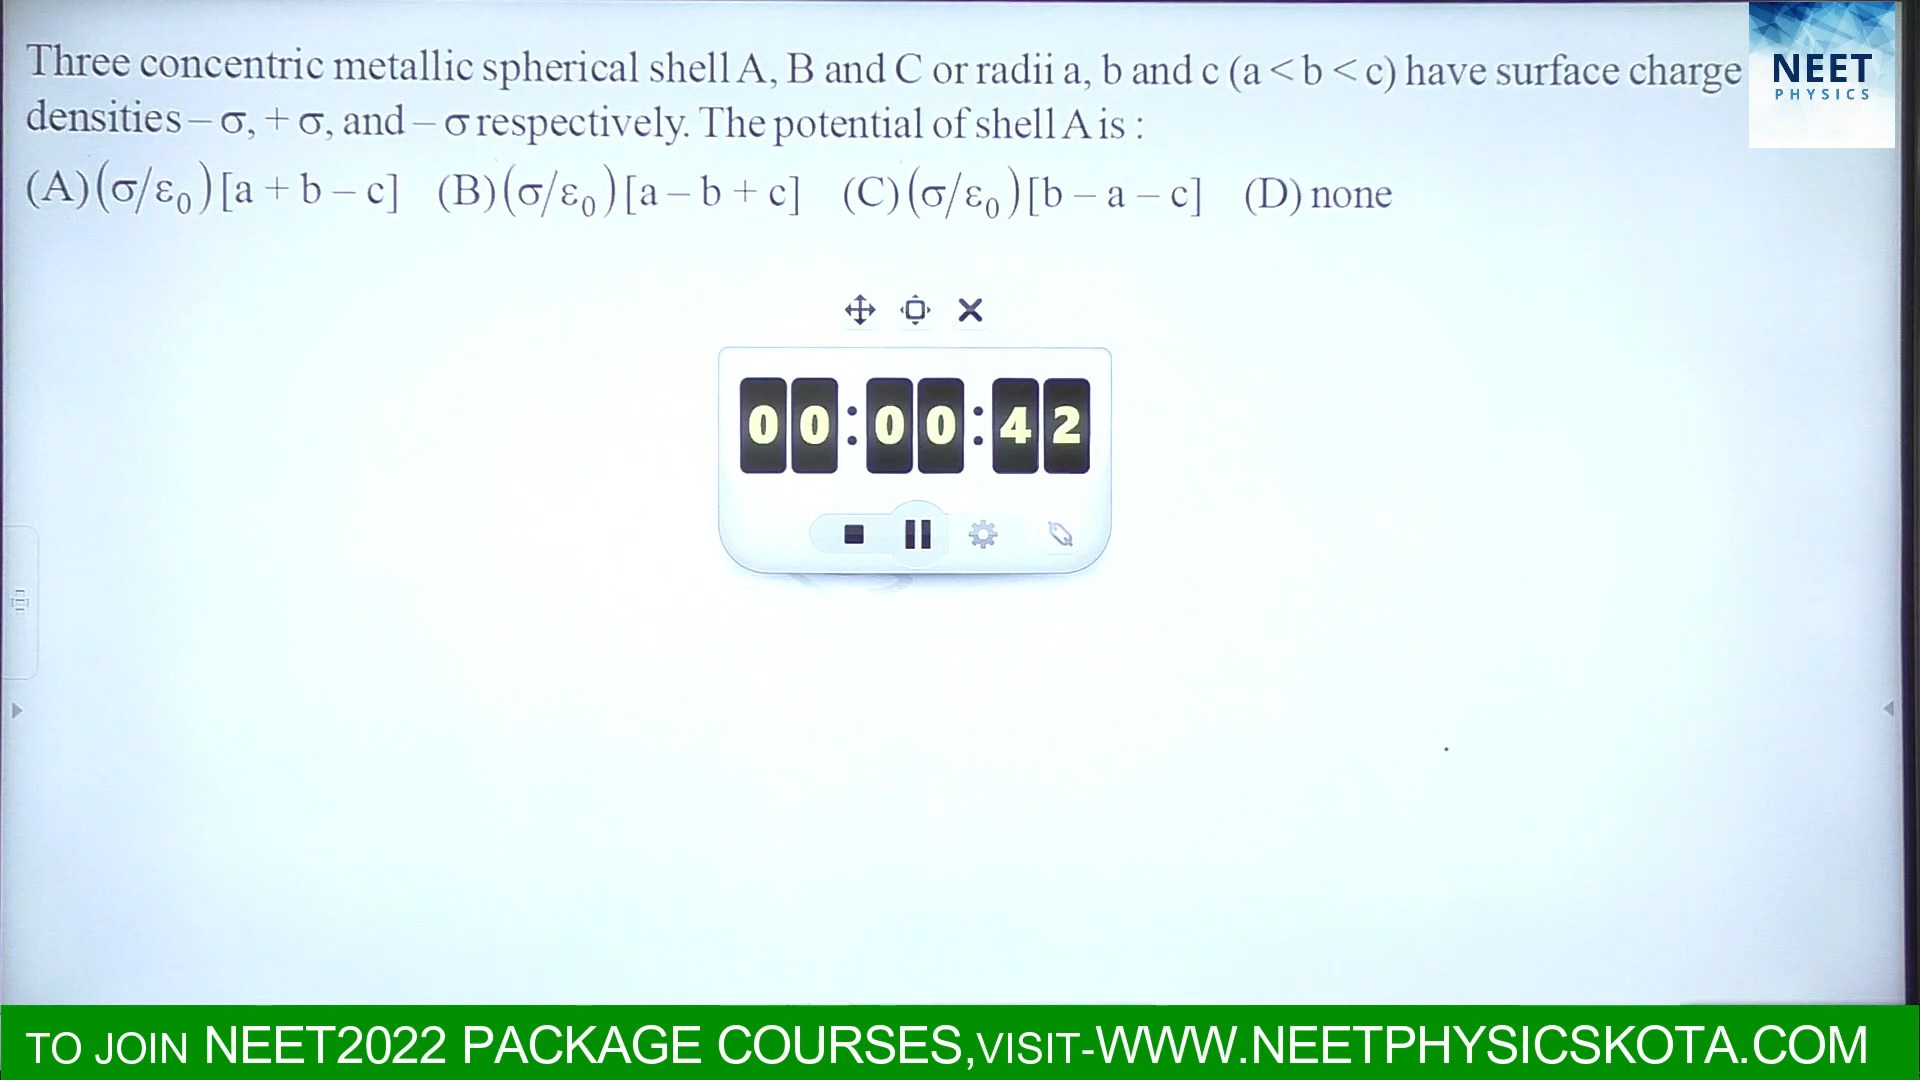 Three concentric metallic spherical shell A, B and C or radii a, b and c (a < b < c) have surface charge
densities – σ, + σ, and – σ respectively. The potential of shell A is :
(A) (σ/ε₀) [a + b – c] (B) (σ/ε₀) [a – b + c] (C) (σ/ε₀) [b – a – c] (D) none
NEET
PHYSICS
00:00:42
TO JOIN NEET2022 PACKAGE COURSES,VISIT-WWW.NEETPHYSICSKOTA.COM